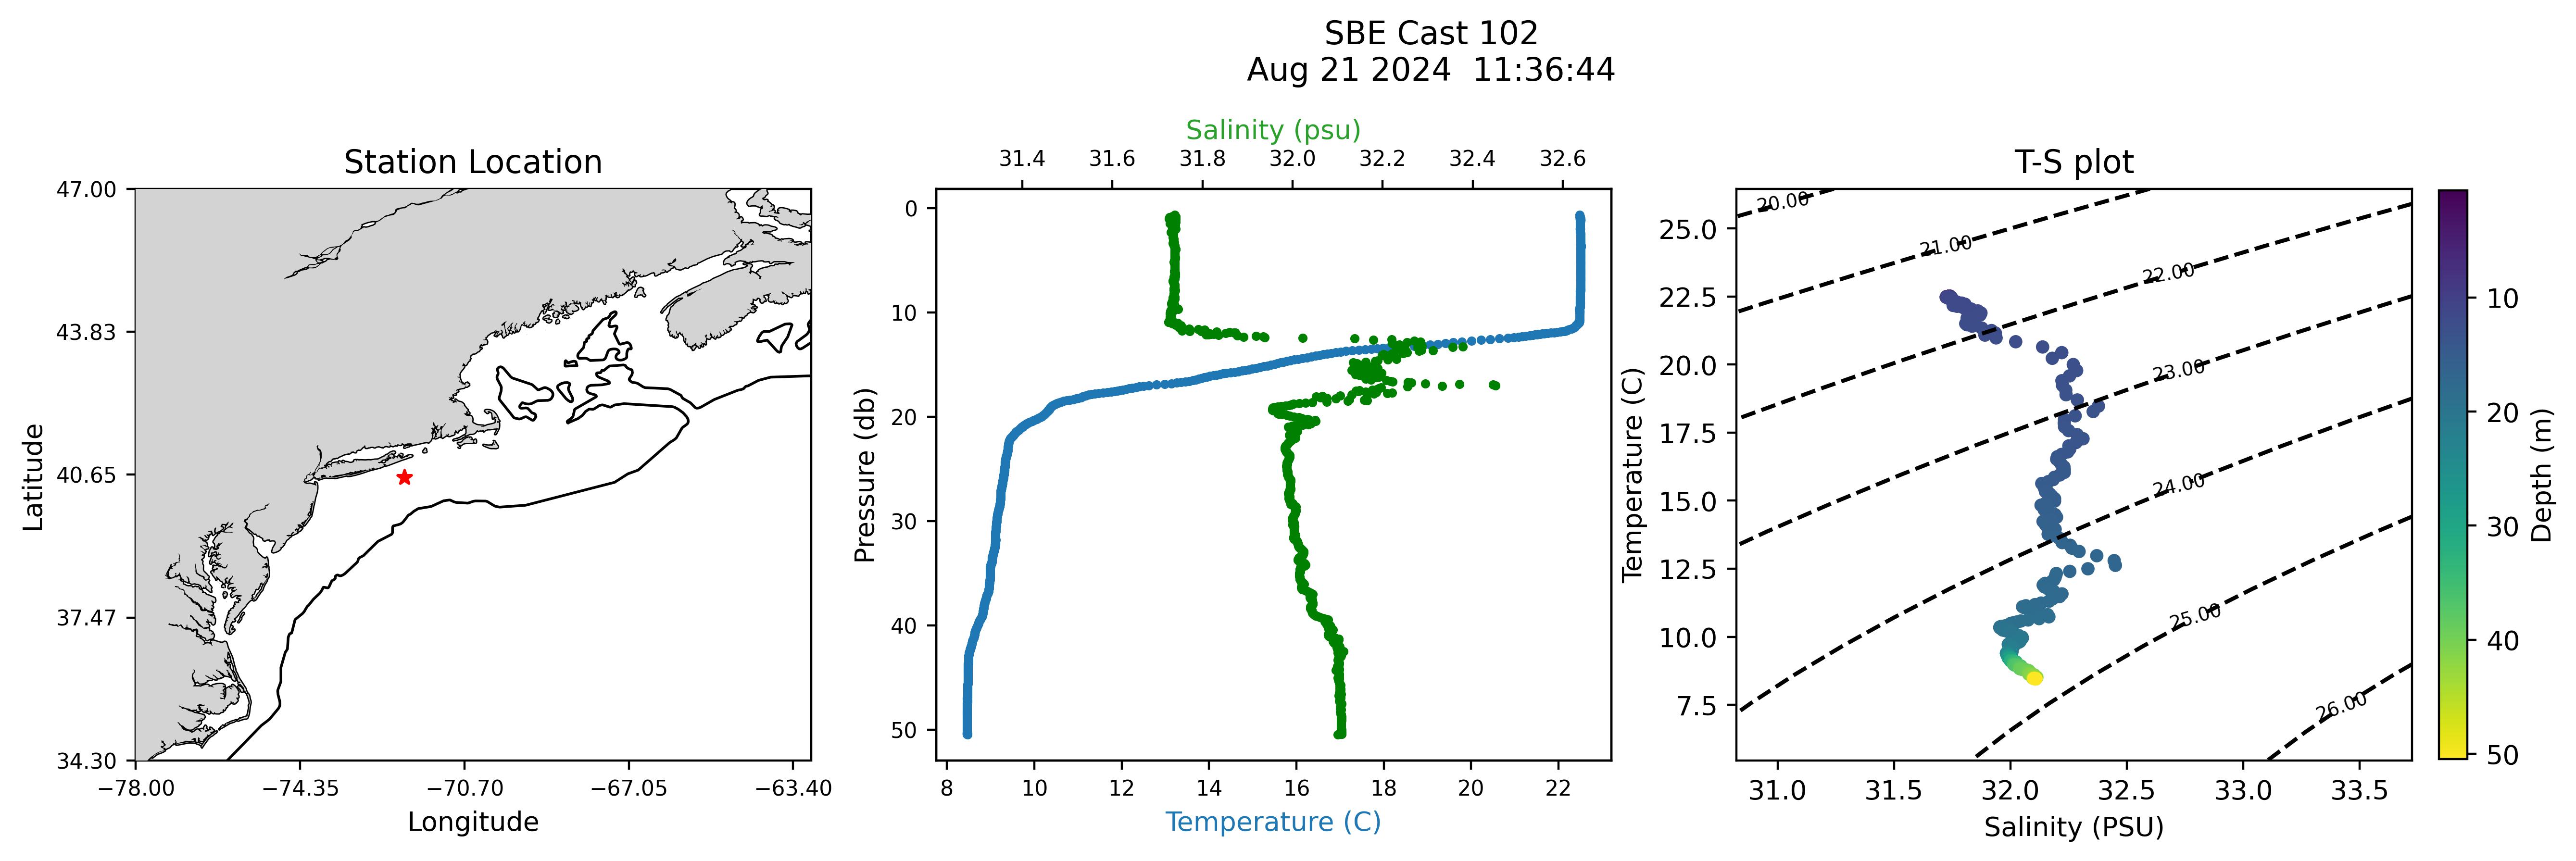 SBE Cast 102
Aug 21 2024  11:36:44
Station Location
47.00
43.83
40.65
37.47
34.30
Latitude
−78.00 −74.35 −70.70 −67.05 −63.40
Longitude
Salinity (psu)
31.4 31.6 31.8 32.0 32.2 32.4 32.6
0
10
20
30
40
50
Pressure (db)
8 10 12 14 16 18 20 22
Temperature (C)
T-S plot
25.0
22.5
20.0
17.5
15.0
12.5
10.0
7.5
Temperature (C)
20.00
21.00
22.00
23.00
24.00
25.00
26.00
31.0 31.5 32.0 32.5 33.0 33.5
Salinity (PSU)
10
20
30
40
50
Depth (m)